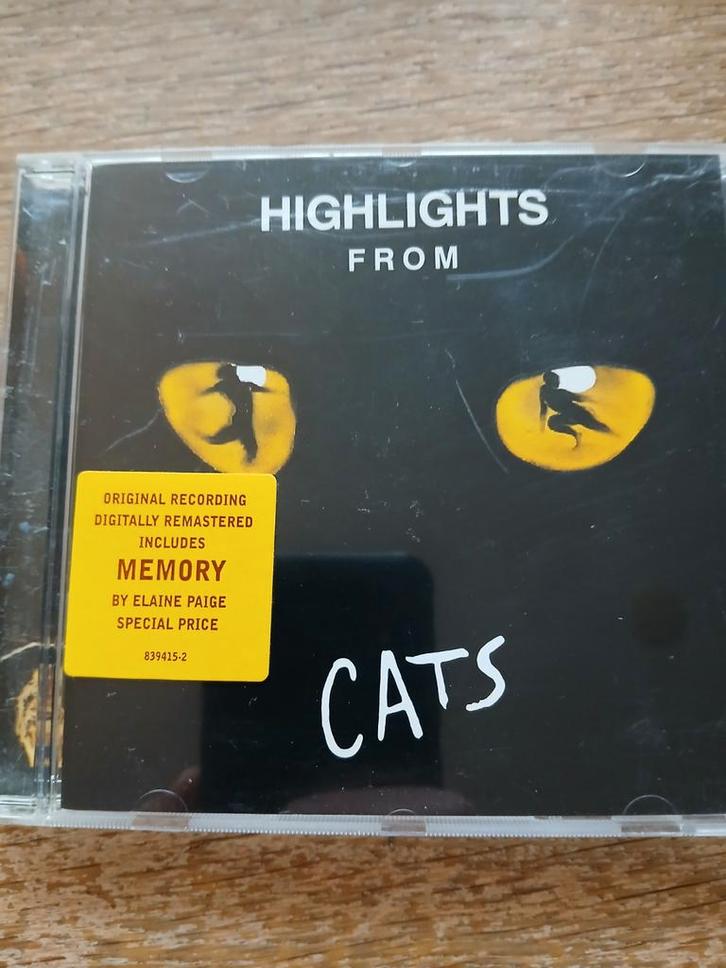 HIGHLIGHTS
FROM
ORIGINAL RECORDING
DIGITALLY REMASTERED
INCLUDES
MEMORY
BY ELAINE PAIGE
SPECIAL PRICE
839415-2
CATS